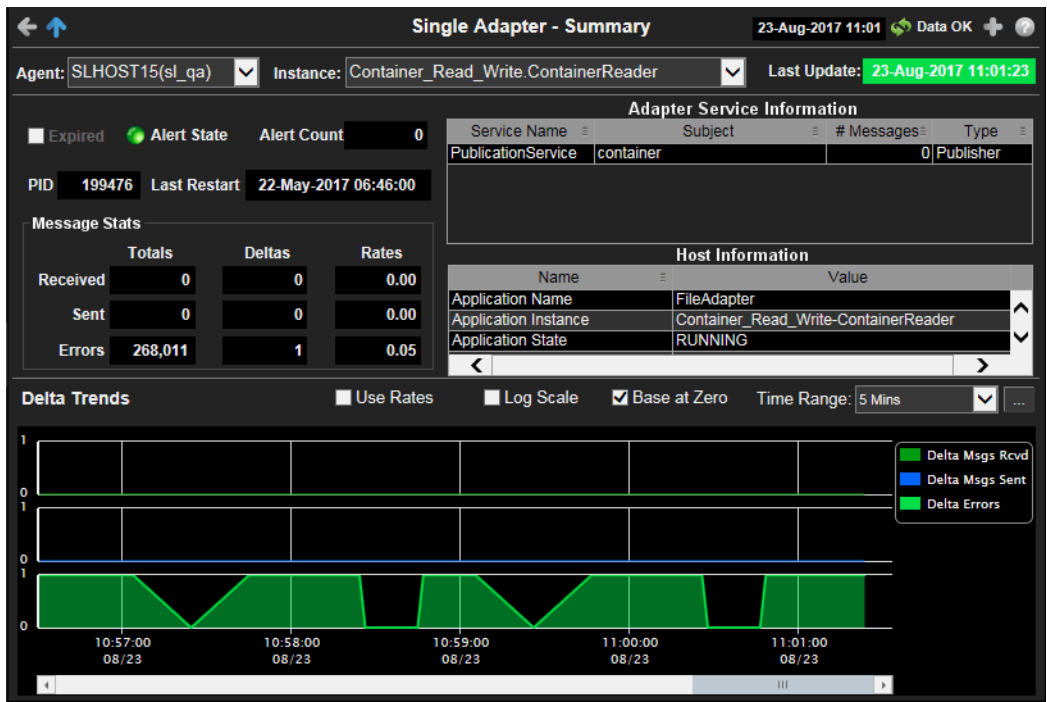 Single Adapter - Summary 23-Aug-2017 11:01 Data OK
Agent: SLHOST15(sl_qa) Instance: Container_Read_Write.ContainerReader Last Update: 23-Aug-2017 11:01:23
Expired Alert State Alert Count 0
PID 199476 Last Restart 22-May-2017 06:46:00
Message Stats
Totals Deltas Rates
Received 0 0 0.00
Sent 0 0 0.00
Errors 268,011 1 0.05
Adapter Service Information
Service Name Subject # Messages Type
PublicationService container 0 Publisher
Host Information
Name Value
Application Name FileAdapter
Application Instance Container_Read_Write-ContainerReader
Application State RUNNING
Delta Trends Use Rates Log Scale Base at Zero Time Range: 5 Mins ...
1
0
1
0
1
0
10:57:00 10:58:00 10:59:00 11:00:00 11:01:00
08/23 08/23 08/23 08/23 08/23
Delta Msgs Rcvd
Delta Msgs Sent
Delta Errors